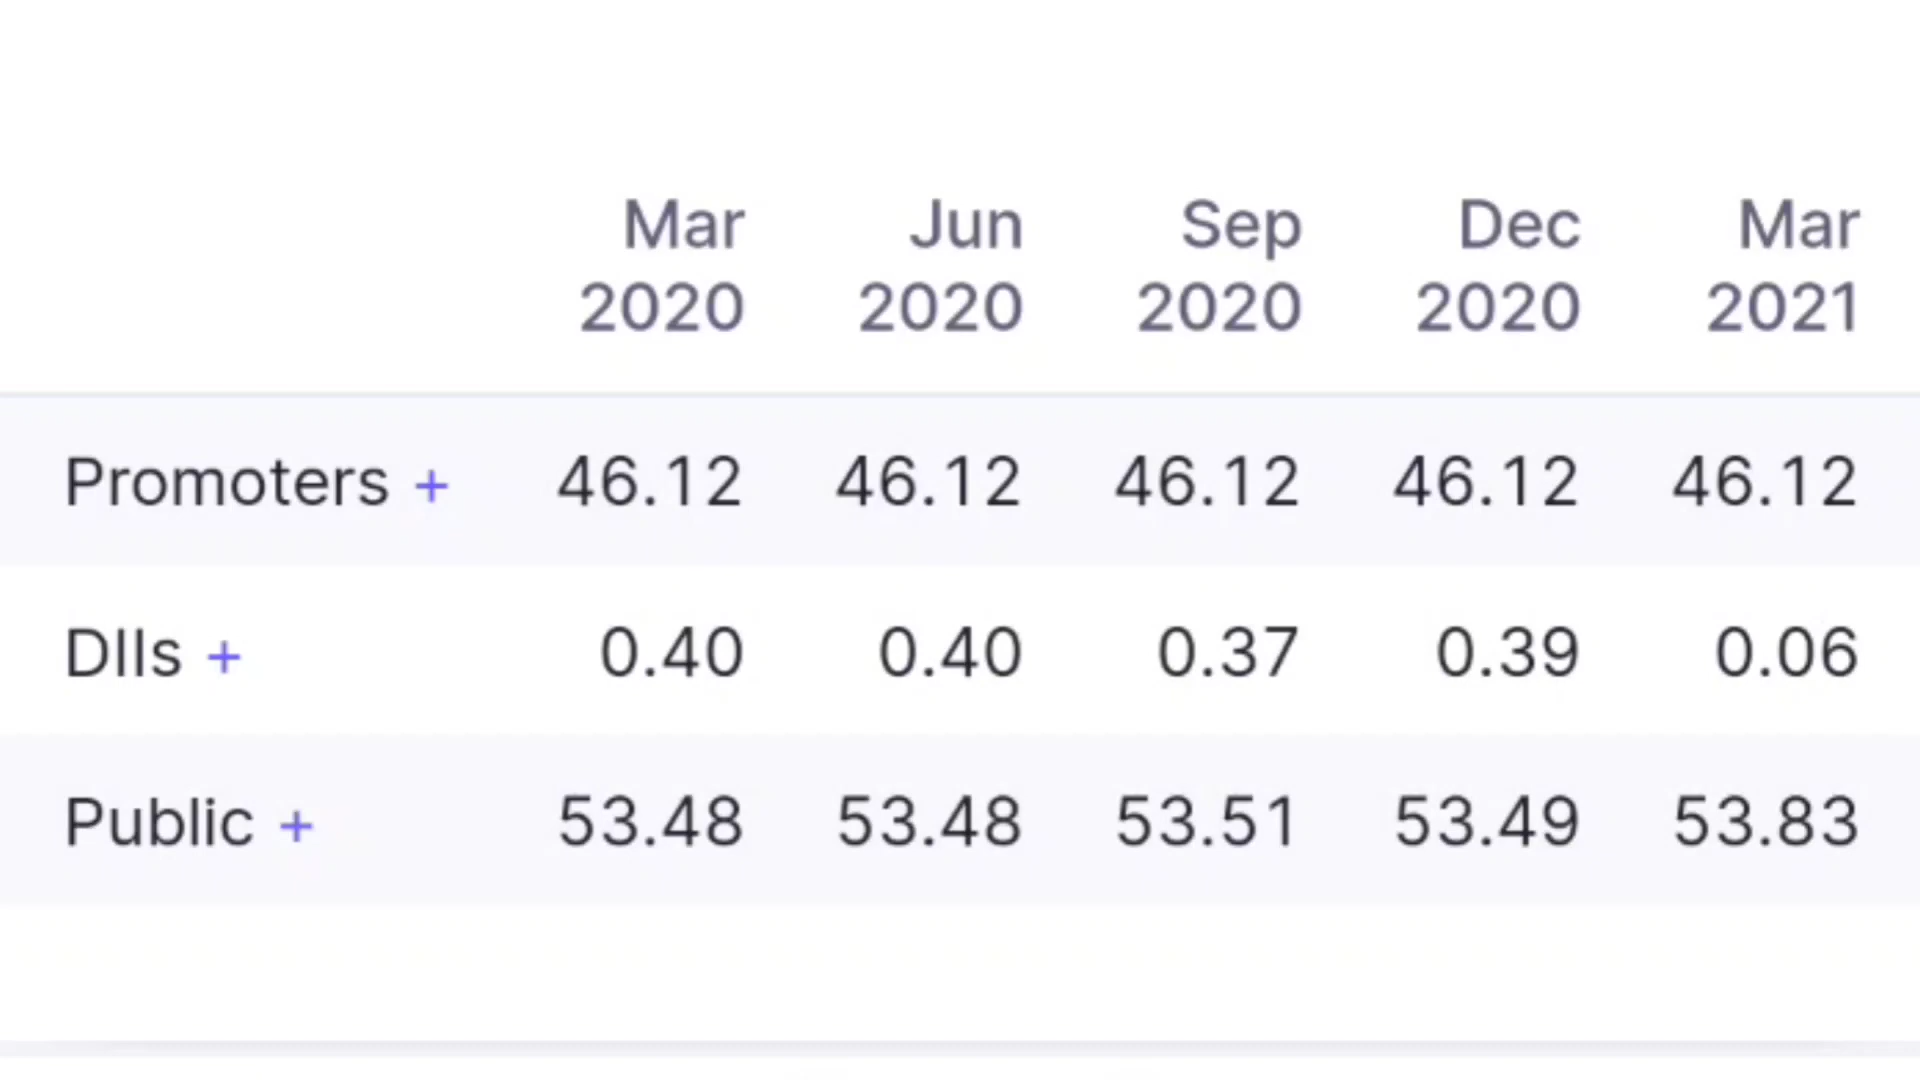 Mar Jun Sep Dec Mar
2020 2020 2020 2020 2021
Promoters + 46.12 46.12 46.12 46.12 46.12
DIIs + 0.40 0.40 0.37 0.39 0.06
Public + 53.48 53.48 53.51 53.49 53.83